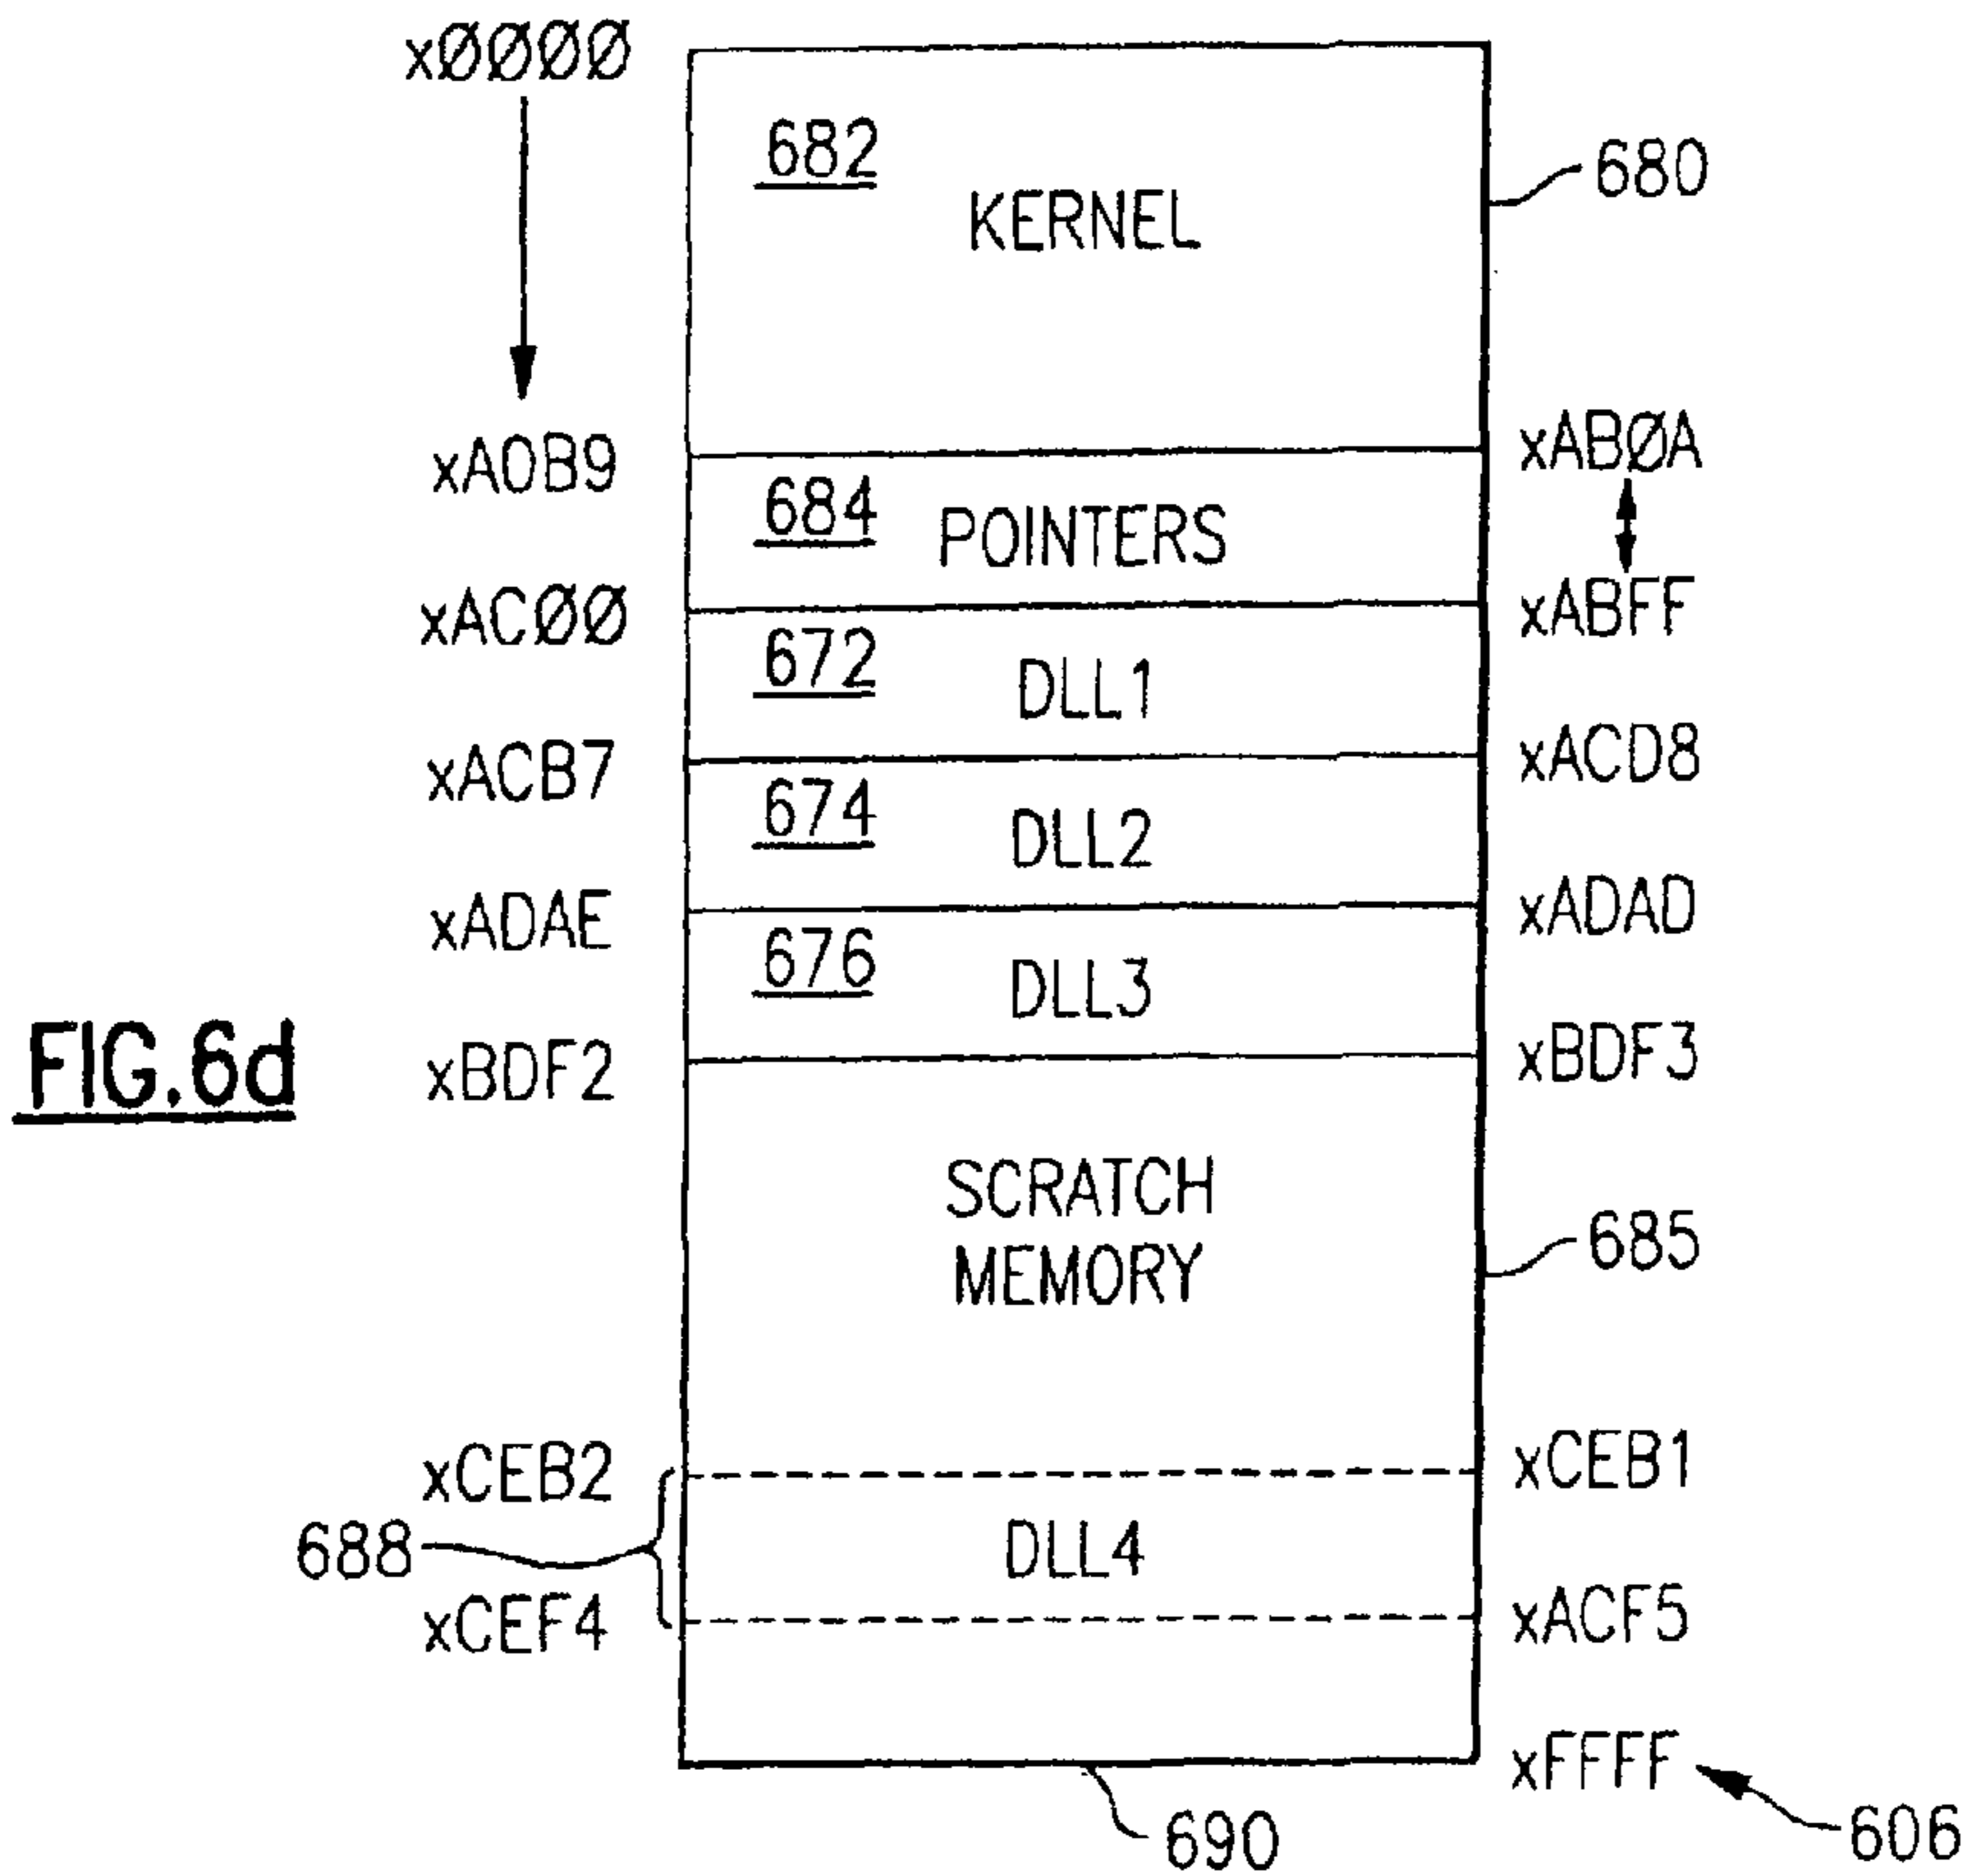 xØØØØ
682
KERNEL
680
xAOB9
xABØA
684
POINTERS
xACØØ
xABFF
672
DLL1
xACB7
xACD8
674
DLL2
xADAE
xADAD
676
DLL3
FIG.6d
xBDF2
xBDF3
SCRATCH
MEMORY
685
xCEB2
xCEB1
688
DLL4
xCEF4
xACF5
xFFFF
690
606